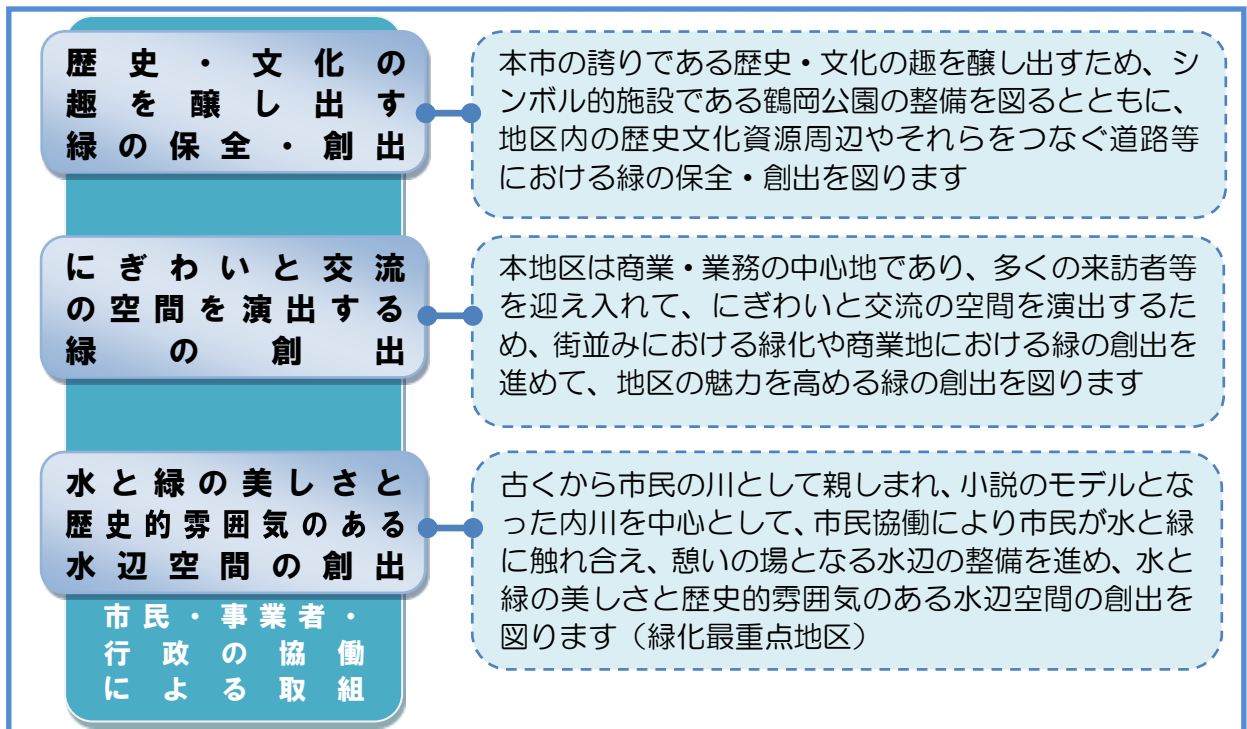 歴史・文化の
趣を醸し出す
緑の保全・創出
本市の誇りである歴史・文化の趣を醸し出すため、シ
ンボル的施設である鶴岡公園の整備を図るとともに、
地区内の歴史文化資源周辺やそれらをつなぐ道路等
における緑の保全・創出を図ります
にぎわいと交流
の空間を演出する
緑の創出
本地区は商業・業務の中心地であり、多くの来訪者等
を迎え入れて、にぎわいと交流の空間を演出するた
め、街並みにおける緑化や商業地における緑の創出を
進めて、地区の魅力を高める緑の創出を図ります
水と緑の美しさと
歴史的雰囲気のある
水辺空間の創出
古くから市民の川として親しまれ、小説のモデルとな
った内川を中心として、市民協働により市民が水と緑
に触れ合え、憩いの場となる水辺の整備を進め、水と
緑の美しさと歴史的雰囲気のある水辺空間の創出を
図ります（緑化最重点地区）
市民・事業者・
行政の協働
による取組